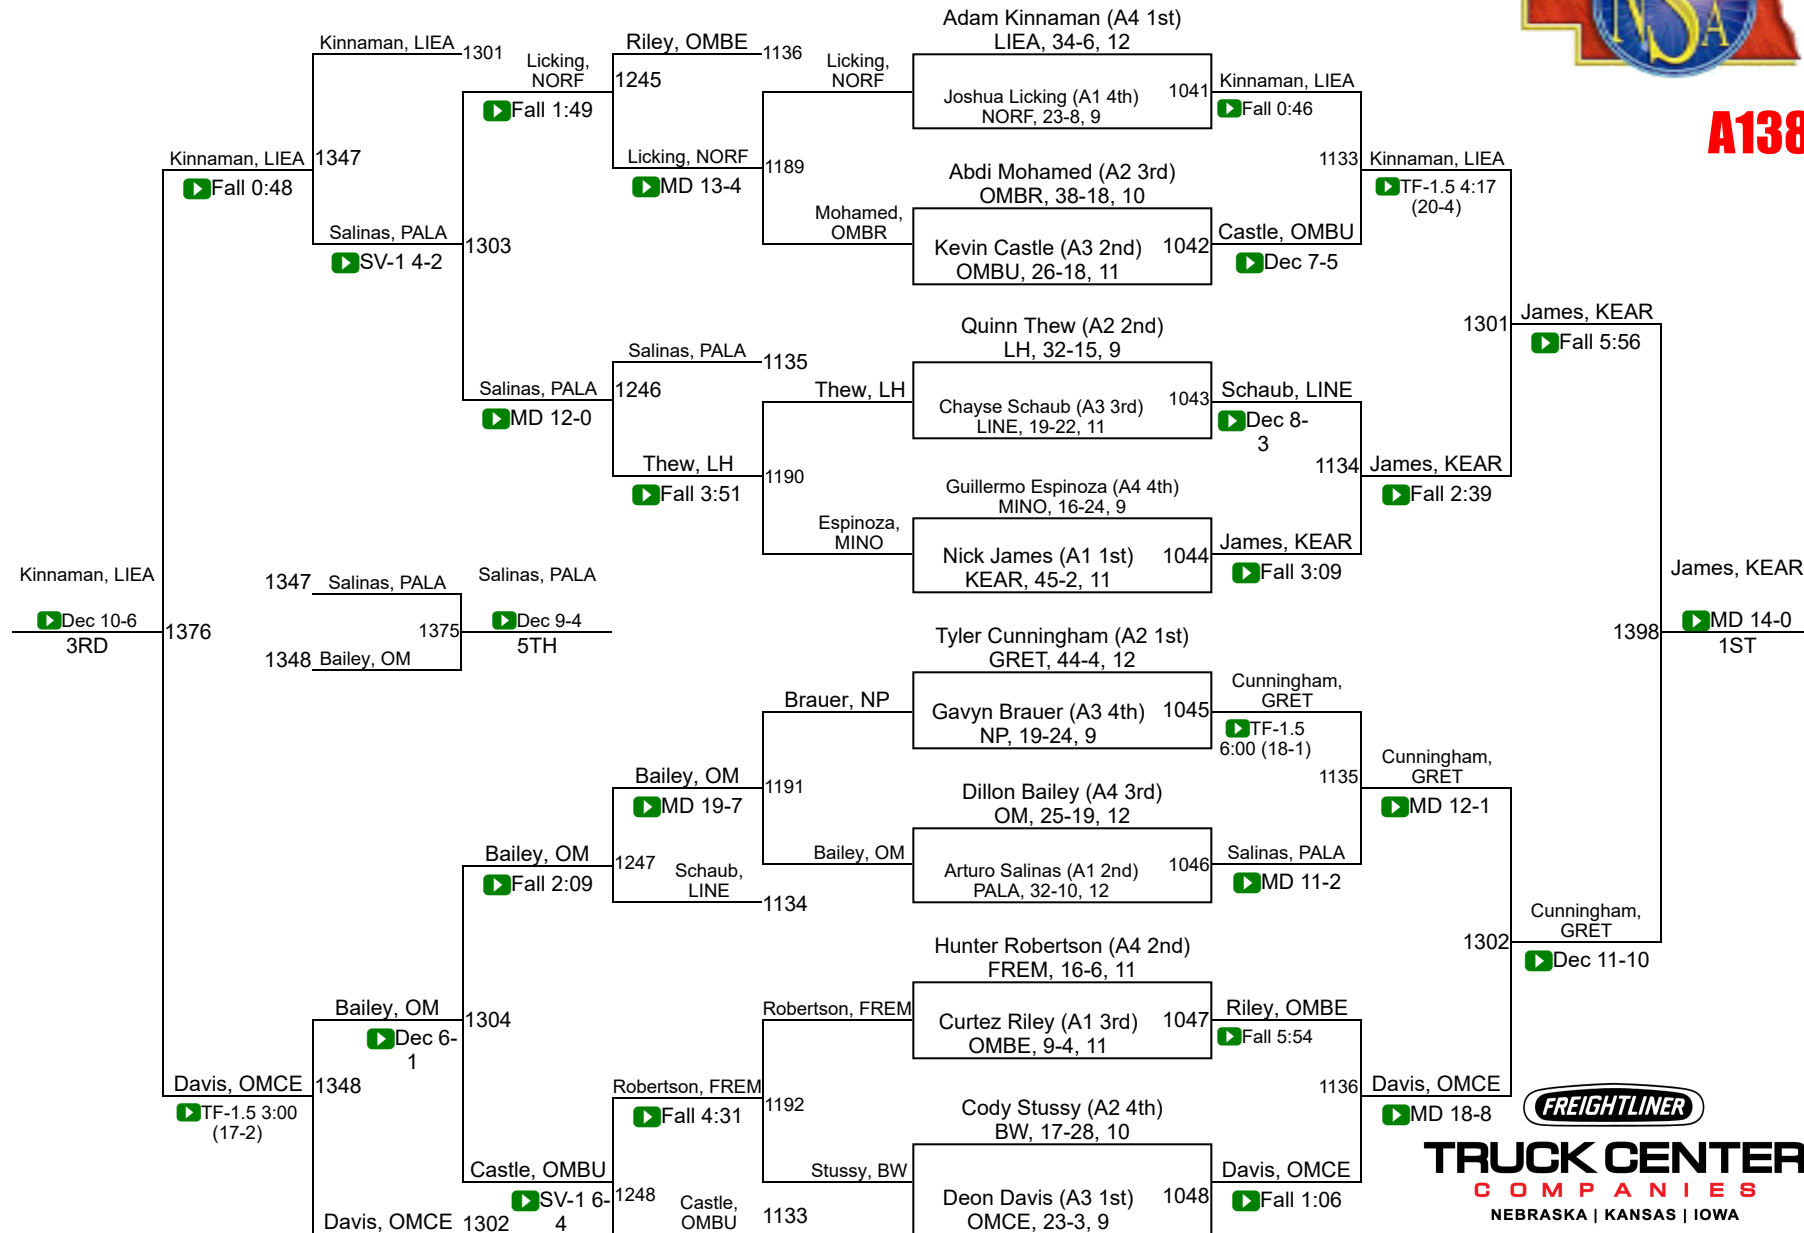 NSA
A138
Kinnaman, LIEA
1301
Licking,
NORF
Fall 1:49
Riley, OMBE
1136
1245
Licking,
NORF
Adam Kinnaman (A4 1st)
LIEA, 34-6, 12
Joshua Licking (A1 4th)
NORF, 23-8, 9
1041
Kinnaman, LIEA
Fall 0:46
Kinnaman, LIEA
Fall 0:48
1347
Licking, NORF
MD 13-4
1189
Abdi Mohamed (A2 3rd)
OMBR, 38-18, 10
1133
Kinnaman, LIEA
TF-1.5 4:17
(20-4)
Salinas, PALA
SV-1 4-2
1303
Mohamed,
OMBR
Kevin Castle (A3 2nd)
OMBU, 26-18, 11
1042
Castle, OMBU
Dec 7-5
Quinn Thew (A2 2nd)
LH, 32-15, 9
1301
James, KEAR
Fall 5:56
Salinas, PALA
1135
Salinas, PALA
MD 12-0
1246
Thew, LH
Chayse Schaub (A3 3rd)
LINE, 19-22, 11
1043
Schaub, LINE
Dec 8-
3
Thew, LH
Fall 3:51
1190
Guillermo Espinoza (A4 4th)
MINO, 16-24, 9
1134
James, KEAR
Fall 2:39
Espinoza,
MINO
Nick James (A1 1st)
KEAR, 45-2, 11
1044
James, KEAR
Fall 3:09
Kinnaman, LIEA
Dec 10-6
3RD
1376
1347
Salinas, PALA
1348
Bailey, OM
1375
Salinas, PALA
Dec 9-4
5TH
1398
James, KEAR
MD 14-0
1ST
Tyler Cunningham (A2 1st)
GRET, 44-4, 12
Brauer, NP
Gavyn Brauer (A3 4th)
NP, 19-24, 9
1045
Cunningham,
GRET
TF-1.5
6:00 (18-1)
Bailey, OM
MD 19-7
1191
Dillon Bailey (A4 3rd)
OM, 25-19, 12
1135
Cunningham,
GRET
MD 12-1
Bailey, OM
Fall 2:09
1247
Schaub,
LINE
1134
Bailey, OM
Arturo Salinas (A1 2nd)
PALA, 32-10, 12
1046
Salinas, PALA
MD 11-2
1302
Cunningham,
GRET
Dec 11-10
Hunter Robertson (A4 2nd)
FREM, 16-6, 11
Bailey, OM
Dec 6-
1
1304
Robertson, FREM
Curtez Riley (A1 3rd)
OMBE, 9-4, 11
1047
Riley, OMBE
Fall 5:54
Davis, OMCE
TF-1.5 3:00
(17-2)
1348
Robertson, FREM
Fall 4:31
1192
Cody Stussy (A2 4th)
BW, 17-28, 10
1136
Davis, OMCE
MD 18-8
Castle, OMBU
SV-1 6-
4
1248
Castle,
OMBU
1133
Stussy, BW
Deon Davis (A3 1st)
OMCE, 23-3, 9
1048
Davis, OMCE
Fall 1:06
Davis, OMCE
1302
FREIGHTLINER
TRUCK CENTER
COMPANIES
NEBRASKA | KANSAS | IOWA